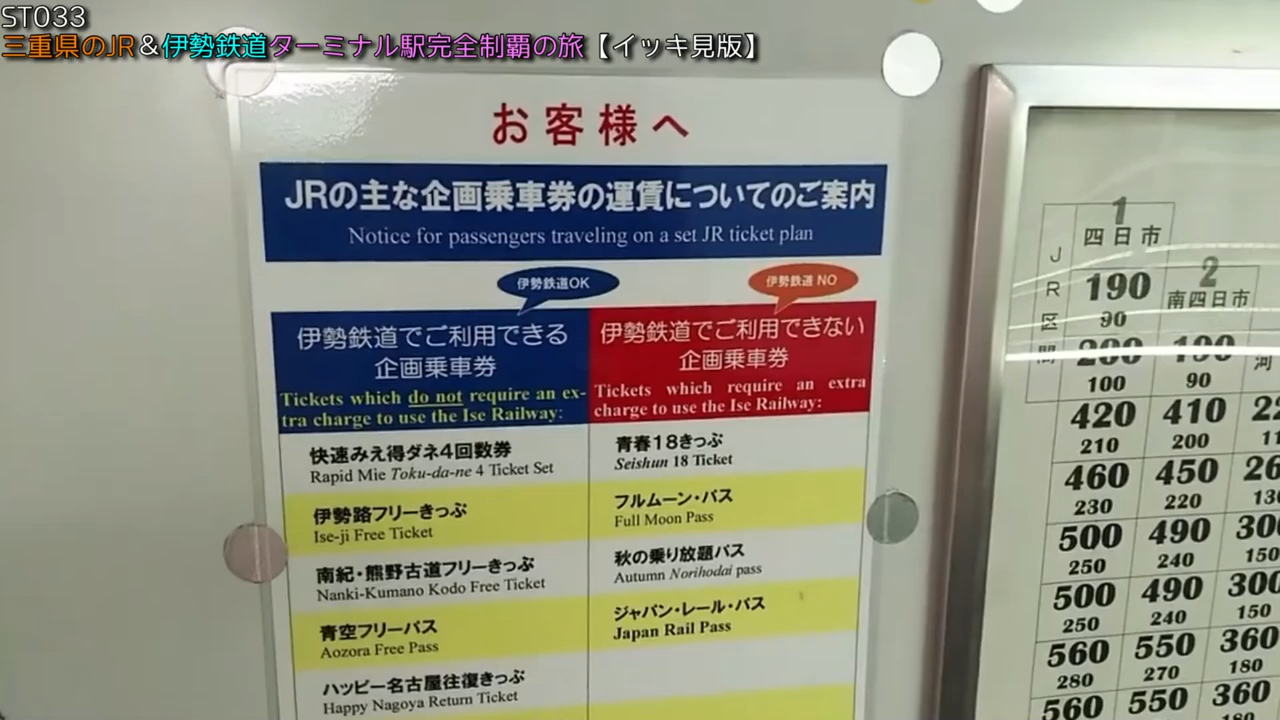 ST033
三重県のJR＆伊勢鉄道ターミナル駅完全制覇の旅【イッキ見版】
お客様へ
JRの主な企画乗車券の運賃についてのご案内
Notice for passengers traveling on a set JR ticket plan
伊勢鉄道OK
伊勢鉄道でご利用できる
企画乗車券
Tickets which do not require an ex-
tra charge to use the Ise Railway:
快速みえ得ダネ4回数券
Rapid Mie Toku-da-ne 4 Ticket Set
伊勢路フリーきっぷ
Ise-ji Free Ticket
南紀・熊野古道フリーきっぷ
Nanki-Kumano Kodo Free Ticket
青空フリーパス
Aozora Free Pass
ハッピー名古屋往復きっぷ
Happy Nagoya Return Ticket
伊勢鉄道 NO
伊勢鉄道でご利用できない
企画乗車券
Tickets which require an extra
charge to use the Ise Railway:
青春18きっぷ
Seishun 18 Ticket
フルムーン・パス
Full Moon Pass
秋の乗り放題パス
Autumn Norihodai pass
ジャパン・レール・パス
Japan Rail Pass
JR区間
1
四日市
190 2
90 南四日市
200 190 河
100 90
420 410
210 200
460 450
230 220
500 490 300
250 240 150
500 490 300
250 240 150
560 550 360
280 270 180
560 550 360